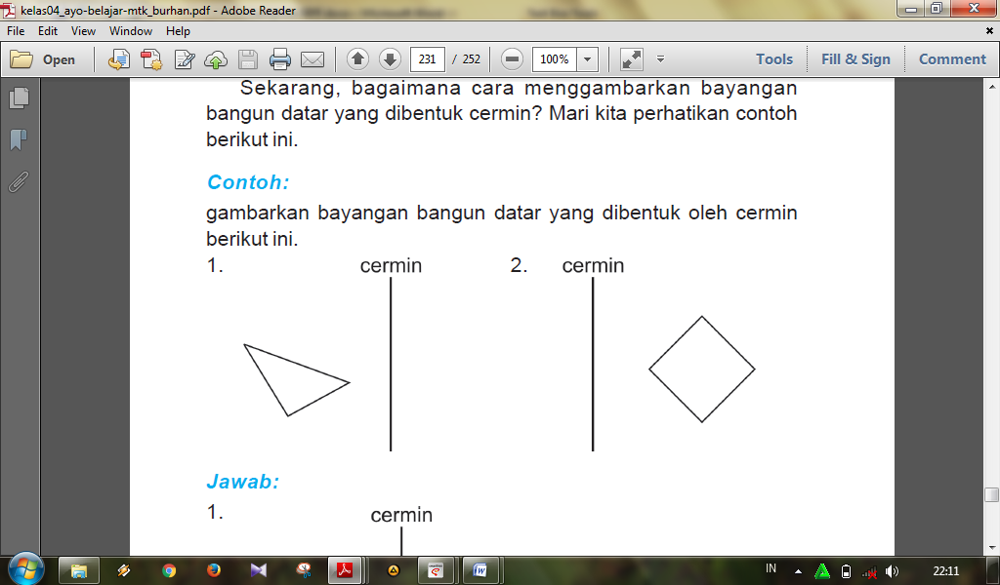 kelas04_ayo-belajar-mtk_burhan.pdf - Adobe Reader
File Edit View Window Help
Open 231 / 252 100% Tools Fill & Sign Comment
Sekarang, bagaimana cara menggambarkan bayangan
bangun datar yang dibentuk cermin? Mari kita perhatikan contoh
berikut ini.
Contoh:
gambarkan bayangan bangun datar yang dibentuk oleh cermin
berikut ini.
1. cermin 2. cermin
Jawab:
1. cermin
IN 22:11